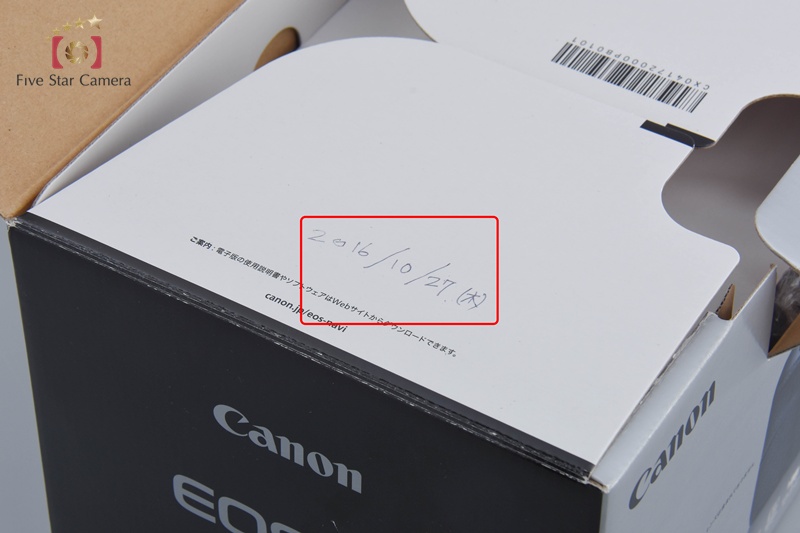 Five Star Camera
CX04172000PB0101
2016/10/27.(木)
ご案内:電子版の使用説明書やソフトウェアはWebサイトからダウンロードできます。
canon.jp/eos-navi
Canon
EOS
Canon